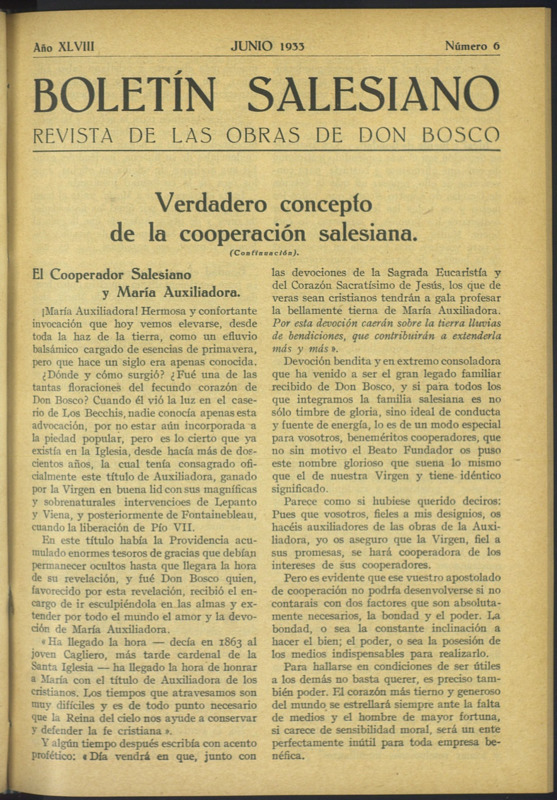 Año XLVIII
JUNIO 1933
Número 6
BOLETÍN SALESIANO
REVISTA DE LAS OBRAS DE DON BOSCO
Verdadero concepto
de la cooperación salesiana.
(Continuación).
El Cooperador Salesiano
y María Auxiliadora.
¡María Auxiliadora! Hermosa y confortante
invocación que hoy vemos elevarse, desde
toda la haz de la tierra, como un efluvio
balsámico cargado de esencias de primavera,
pero que hace un siglo era apenas conocida.
¿Dónde y cómo surgió? ¿Fué una de las
tantas floraciones del fecundo corazón de
Don Bosco? Cuando él vió la luz en el case-
río de Los Becchis, nadie conocía apenas esta
advocación, por no estar aún incorporada a
la piedad popular, pero es lo cierto que ya
existía en la Iglesia, desde hacía más de dos-
cientos años, la cual tenía consagrado ofi-
cialmente este título de Auxiliadora, ganado
por la Virgen en buena lid con sus magníficas
y sobrenaturales intervencioes de Lepanto
y Viena, y posteriormente de Fontainebleau,
cuando la liberación de Pío VII.
En este título había la Providencia acu-
mulado enormes tesoros de gracias que debían
permanecer ocultos hasta que llegara la hora
de su revelación, y fué Don Bosco quien,
favorecido por esta revelación, recibió el en-
cargo de ir esculpiéndola en las almas y ex-
tender por todo el mundo el amor y la devo-
ción de María Auxiliadora.
« Ha llegado la hora — decía en 1863 al
joven Cagliero, más tarde cardenal de la
Santa Iglesia — ha llegado la hora de honrar
a María con el título de Auxiliadora de los
cristianos. Los tiempos que atravesamos son
muy difíciles y es de todo punto necesario
que la Reina del cielo nos ayude a conservar
y defender la fe cristiana ».
Y algún tiempo después escribía con acento
profético: « Día vendrá en que, junto con
las devociones de la Sagrada Eucaristía y
del Corazón Sacratísimo de Jesús, los que de
veras sean cristianos tendrán a gala profesar
la bellamente tierna de María Auxiliadora.
Por esta devoción caerán sobre la tierra lluvias
de bendiciones, que contribuirán a extenderla
más y más ».
Devoción bendita y en extremo consoladora
que ha venido a ser el gran legado familiar
recibido de Don Bosco, y si para todos los
que integramos la familia salesiana es no
sólo timbre de gloria, sino ideal de conducta
y fuente de energía, lo es de un modo especial
para vosotros, beneméritos cooperadores, que
no sin motivo el Beato Fundador os puso
este nombre glorioso que suena lo mismo
que el de nuestra Virgen y tiene idéntico
significado.
Parece como si hubiese querido deciros:
Pues que vosotros, fieles a mis designios, os
hacéis auxiliadores de las obras de la Auxi-
liadora, yo os aseguro que la Virgen, fiel a
sus promesas, se hará cooperadora de los
intereses de sus cooperadores.
Pero es evidente que ese vuestro apostolado
de cooperación no podría desenvolverse si no
contarais con dos factores que son absoluta-
mente necesarios, la bondad y el poder. La
bondad, o sea la constante inclinación a
hacer el bien; el poder, o sea la posesión de
los medios indispensables para realizarlo.
Para hallarse en condiciones de ser útiles
a los demás no basta querer, es preciso tam-
bién poder. El corazón más tierno y generoso
del mundo se estrellará siempre ante la falta
de medios y el hombre de mayor fortuna,
si carece de sensibilidad moral, será un ente
perfectamente inútil para toda empresa be-
néfica.